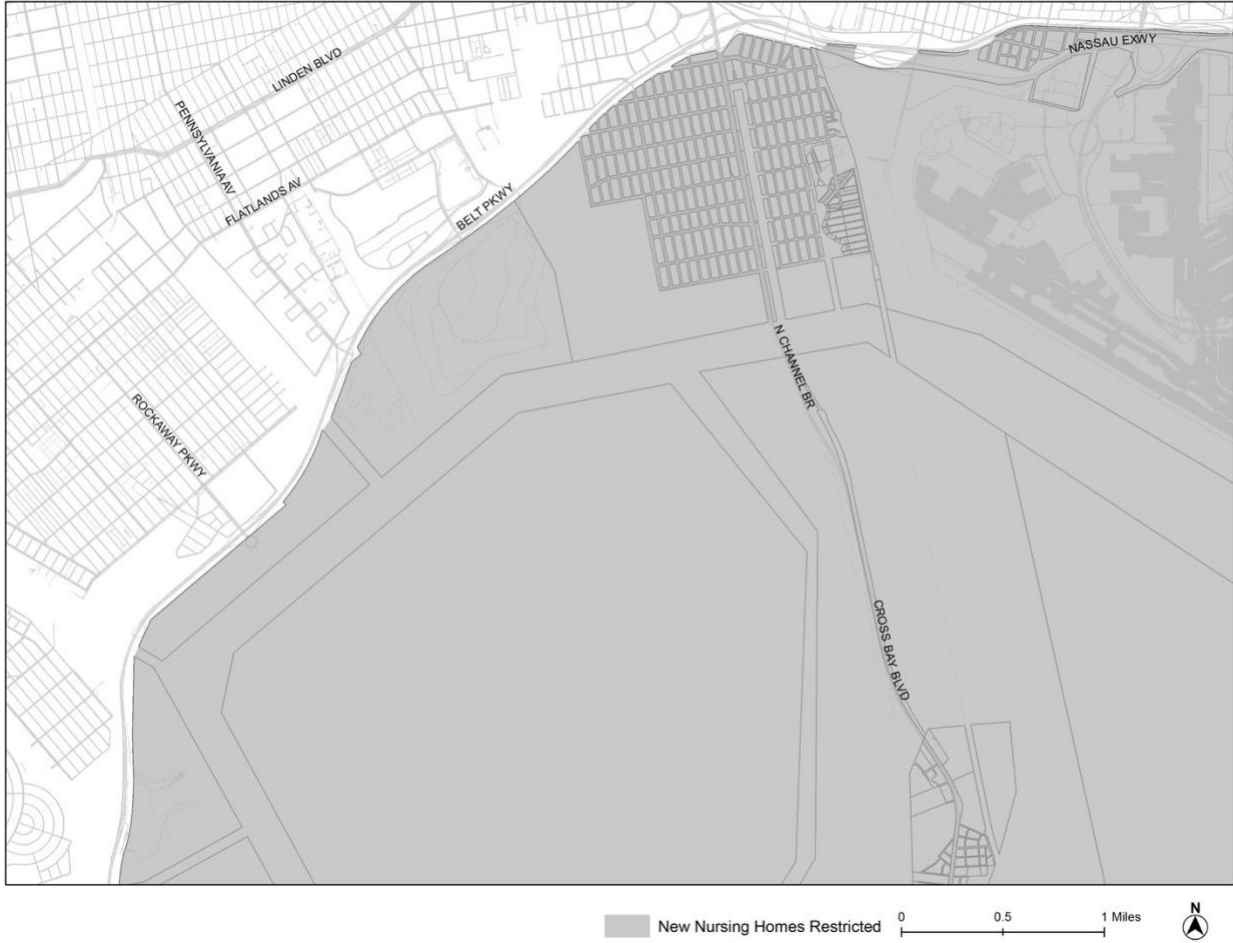 NASSAU EXWY
LINDEN BLVD
PENNSYLVANIA AV
FLATLANDS AV
BELT PKWY
N CHANNEL BR
ROCKAWAY PKWY
CROSS BAY BLVD
New Nursing Homes Restricted
0 0.5 1 Miles
N